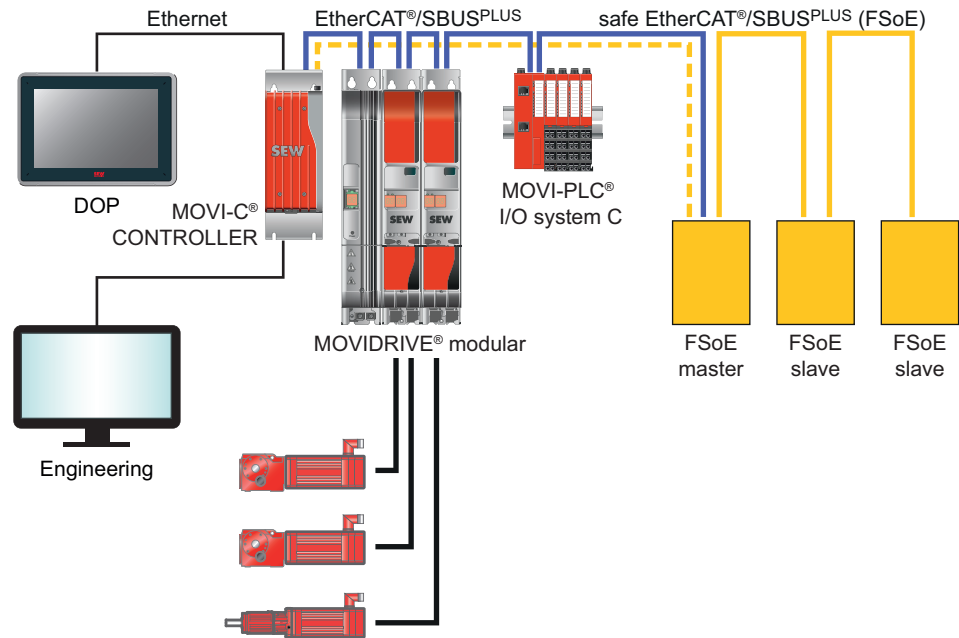 Ethernet
EtherCAT®/SBUSPLUS
safe EtherCAT®/SBUSPLUS (FSoE)
SEW
SEW
SEW
DOP
MOVI-C®
CONTROLLER
MOVI-PLC®
I/O system C
MOVIDRIVE® modular
FSoE
master
FSoE
slave
FSoE
slave
Engineering